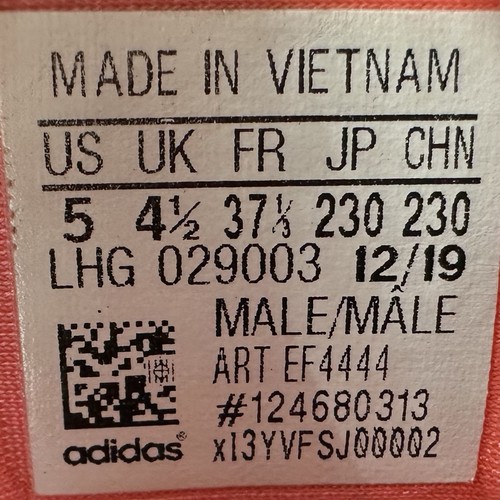 MADE IN VIETNAM
US UK FR JP CHN
5 4½ 37⅓ 230 230
LHG 029003 12/19
MALE/MÂLE
ART EF4444
#124680313
adidas® xI3YVFSJ00002